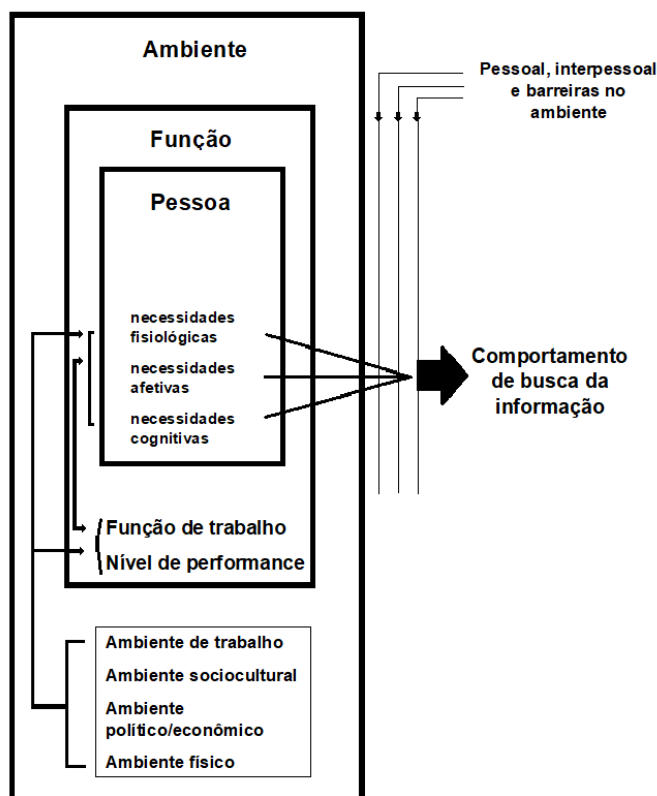 Ambiente
Pessoal, interpessoal
e barreiras no
ambiente
Função
Pessoa
necessidades
fisiológicas
necessidades
afetivas
necessidades
cognitivas
Comportamento
de busca da
informação
Função de trabalho
Nível de performance
Ambiente de trabalho
Ambiente sociocultural
Ambiente
político/econômico
Ambiente físico